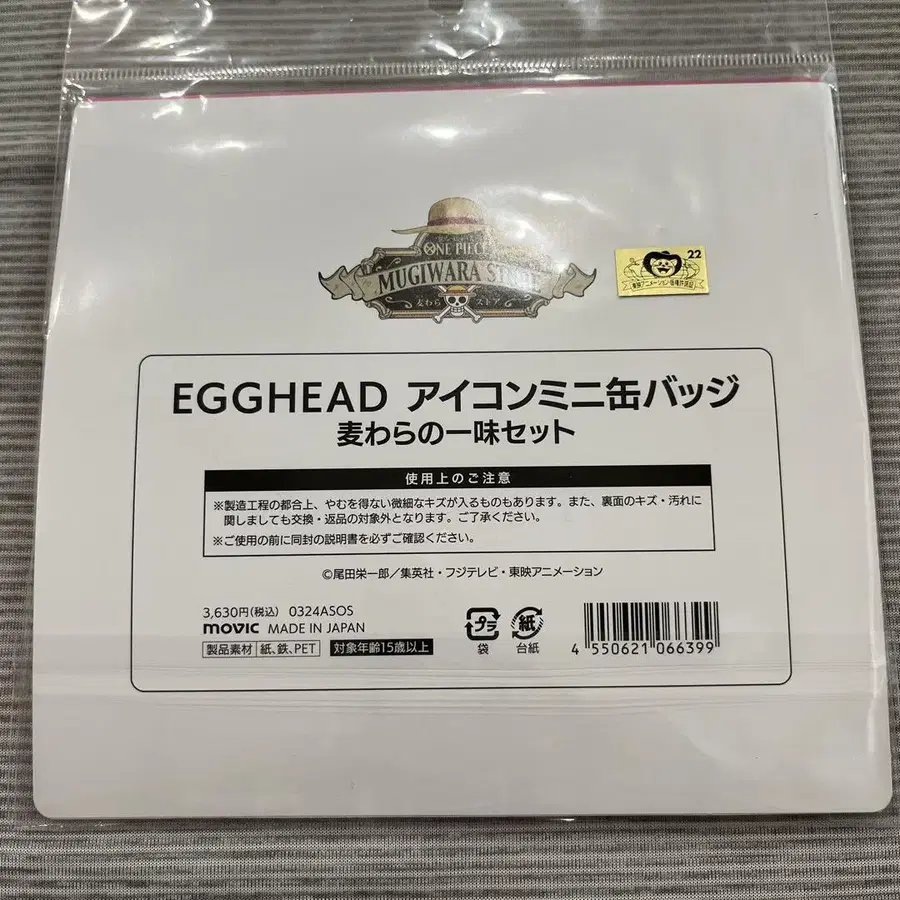 ONE PIECE
MUGIWARA STORE
麦わら ストア
22
東映アニメーション
EGGHEAD アイコンミニ缶バッジ
麦わらの一味セット
使用上のご注意
※製造工程の都合上、やむを得ない微細なキズが入るものもあります。また、裏面のキズ・汚れに
関しましても交換・返品の対象外となります。ご了承ください。
※ご使用の前に同封の説明書を必ずご確認ください。
©尾田栄一郎／集英社・フジテレビ・東映アニメーション
3,630円(税込) 0324ASOS
movic MADE IN JAPAN
製品素材 紙、鉄、PET 対象年齢15歳以上
プラ 紙
袋 台紙
4 550621 066399